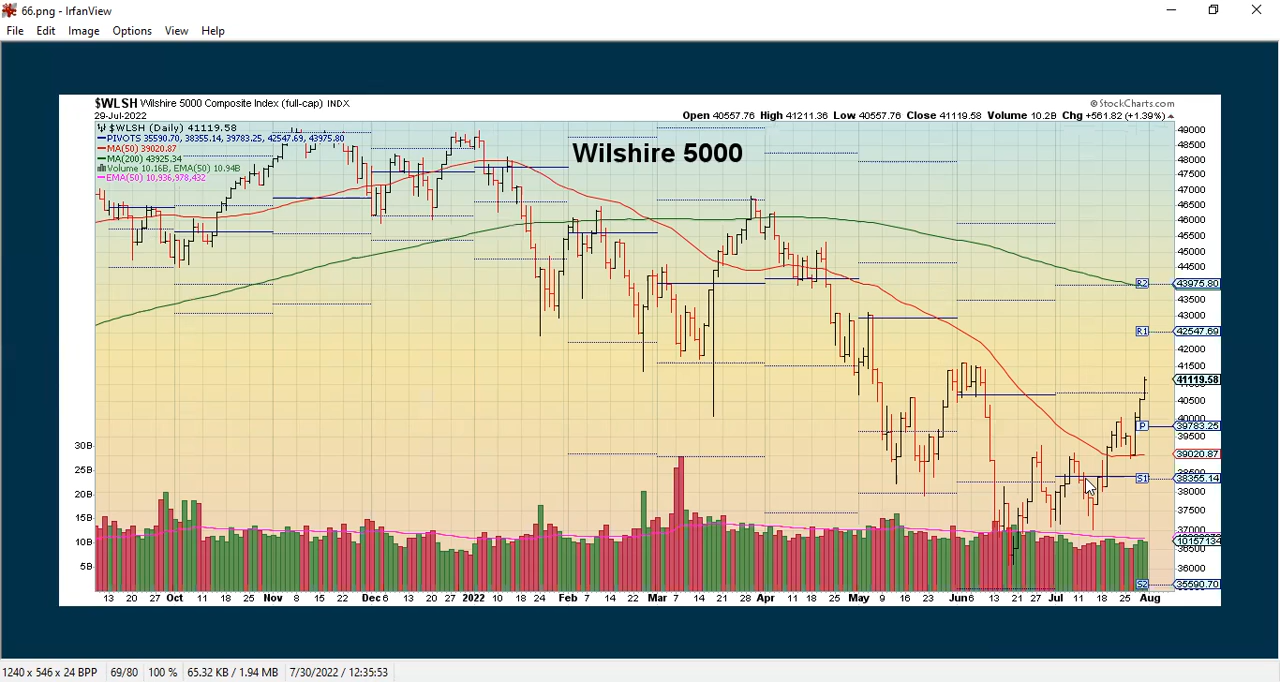 66.png - IrfanView
File Edit Image Options View Help
$WLSH Wilshire 5000 Composite Index (full-cap) INDX
© StockCharts.com
29-Jul-2022
Open 40557.76 High 41211.36 Low 40557.76 Close 41119.58 Volume 10.2B Chg +561.82 (+1.39%)
$WLSH (Daily) 41119.58
PIVOTS 35590.70, 38355.14, 39783.25, 42547.69, 43975.80
MA(50) 39020.87
MA(200) 43925.34
Volume 10.16B, EMA(50) 10.94B
EMA(50) 10,936,978,432
Wilshire 5000
49000
48500
48000
47500
47000
46500
46000
45500
45000
44500
R2 43975.80
43500
43000
R1 42547.69
42000
41500
41119.58
40500
40000
P 39783.25
39500
39020.87
S1 38355.14
38000
37500
37000
10157134
36500
36000
S2 35590.70
30B
25B
20B
15B
10B
5B
13 20 27 Oct 11 18 25 Nov 8 15 22 Dec 6 13 20 27 2022 10 18 24 Feb 7 14 22 Mar 7 14 21 Apr 11 18 25 May 9 16 23 Jun 6 13 21 27 Jul 11 18 25 Aug
1240 x 546 x 24 BPP 69/80 100 % 65.32 KB / 1.94 MB 7/30/2022 / 12:35:53